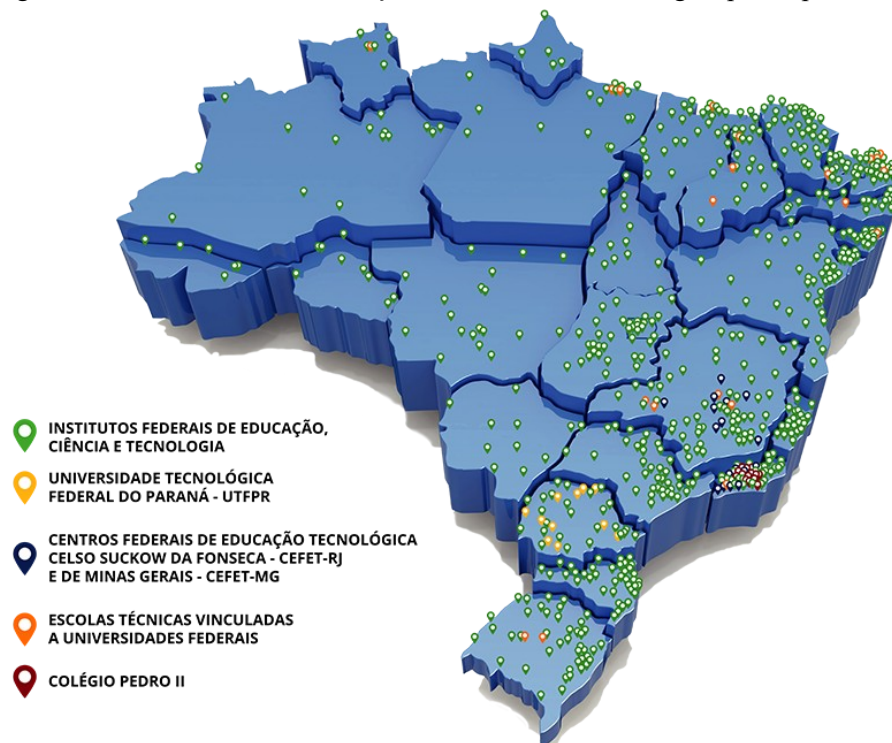 INSTITUTOS FEDERAIS DE EDUCAÇÃO,
CIÊNCIA E TECNOLOGIA
UNIVERSIDADE TECNOLÓGICA
FEDERAL DO PARANÁ - UTFPR
CENTROS FEDERAIS DE EDUCAÇÃO TECNOLÓGICA
CELSO SUCKOW DA FONSECA - CEFET-RJ
E DE MINAS GERAIS - CEFET-MG
ESCOLAS TÉCNICAS VINCULADAS
A UNIVERSIDADES FEDERAIS
COLÉGIO PEDRO II